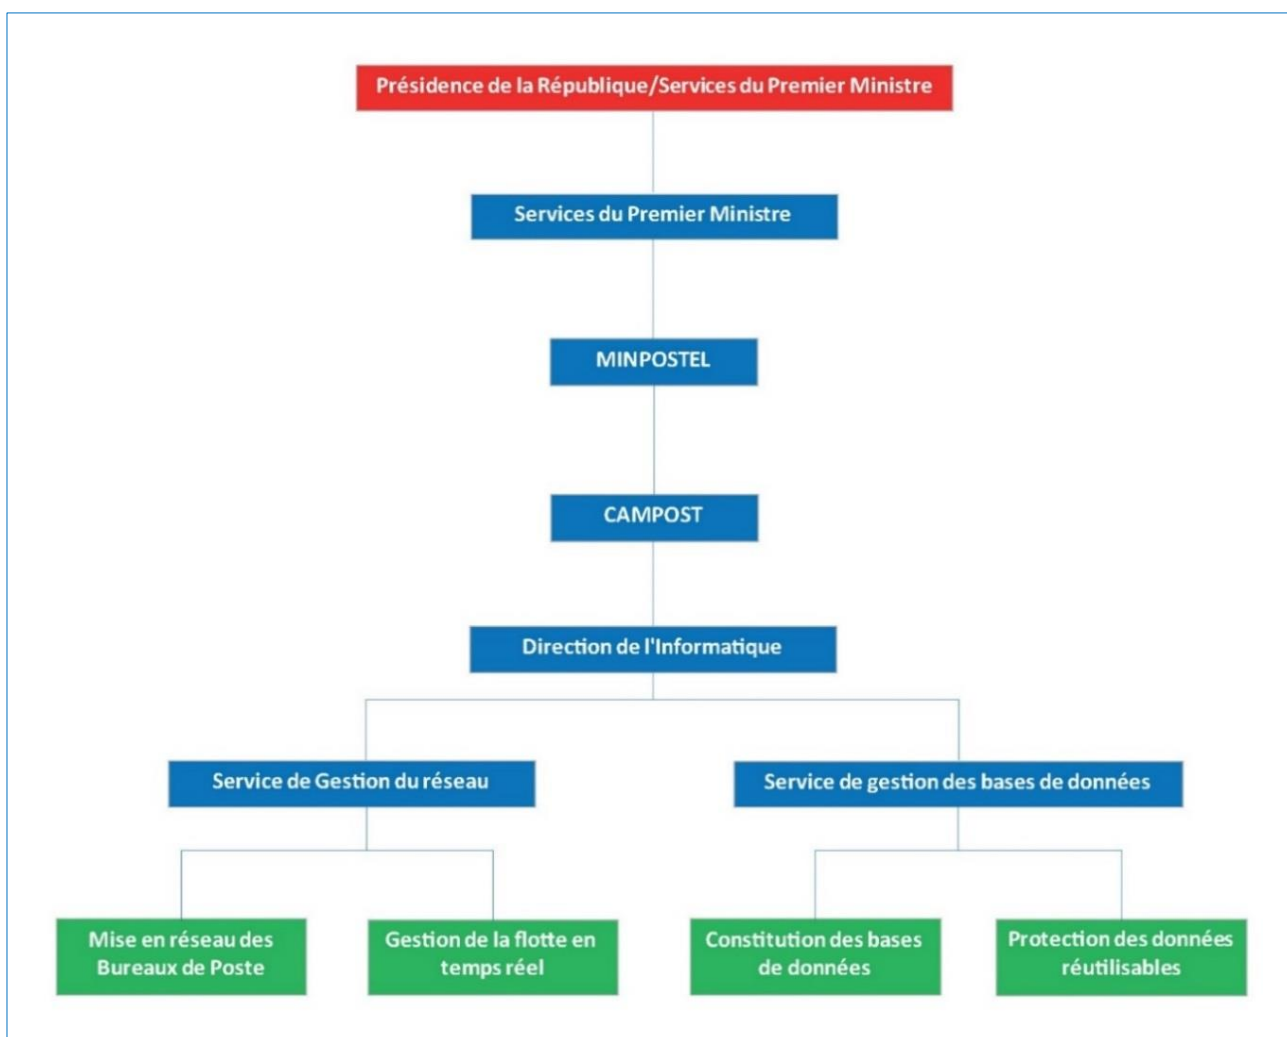 Présidence de la République/Services du Premier Ministre
Services du Premier Ministre
MINPOSTEL
CAMPOST
Direction de l'Informatique
Service de Gestion du réseau
Service de gestion des bases de données
Mise en réseau des
Bureaux de Poste
Gestion de la flotte en
temps réel
Constitution des bases
de données
Protection des données
réutilisables